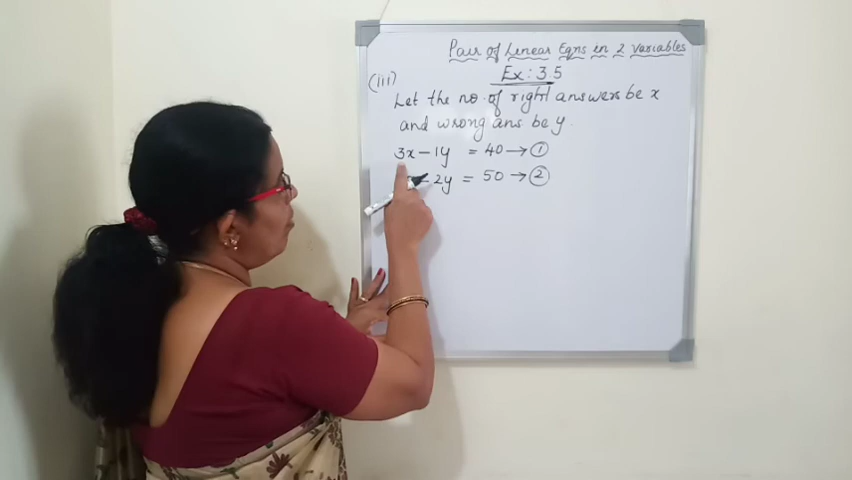 Pair of Linear Eqns in 2 Variables
Ex: 3.5
(iii)
Let the no. of right answers be x
and wrong ans be y.
3x - 1y = 40 → ①
- 2y = 50 → ②